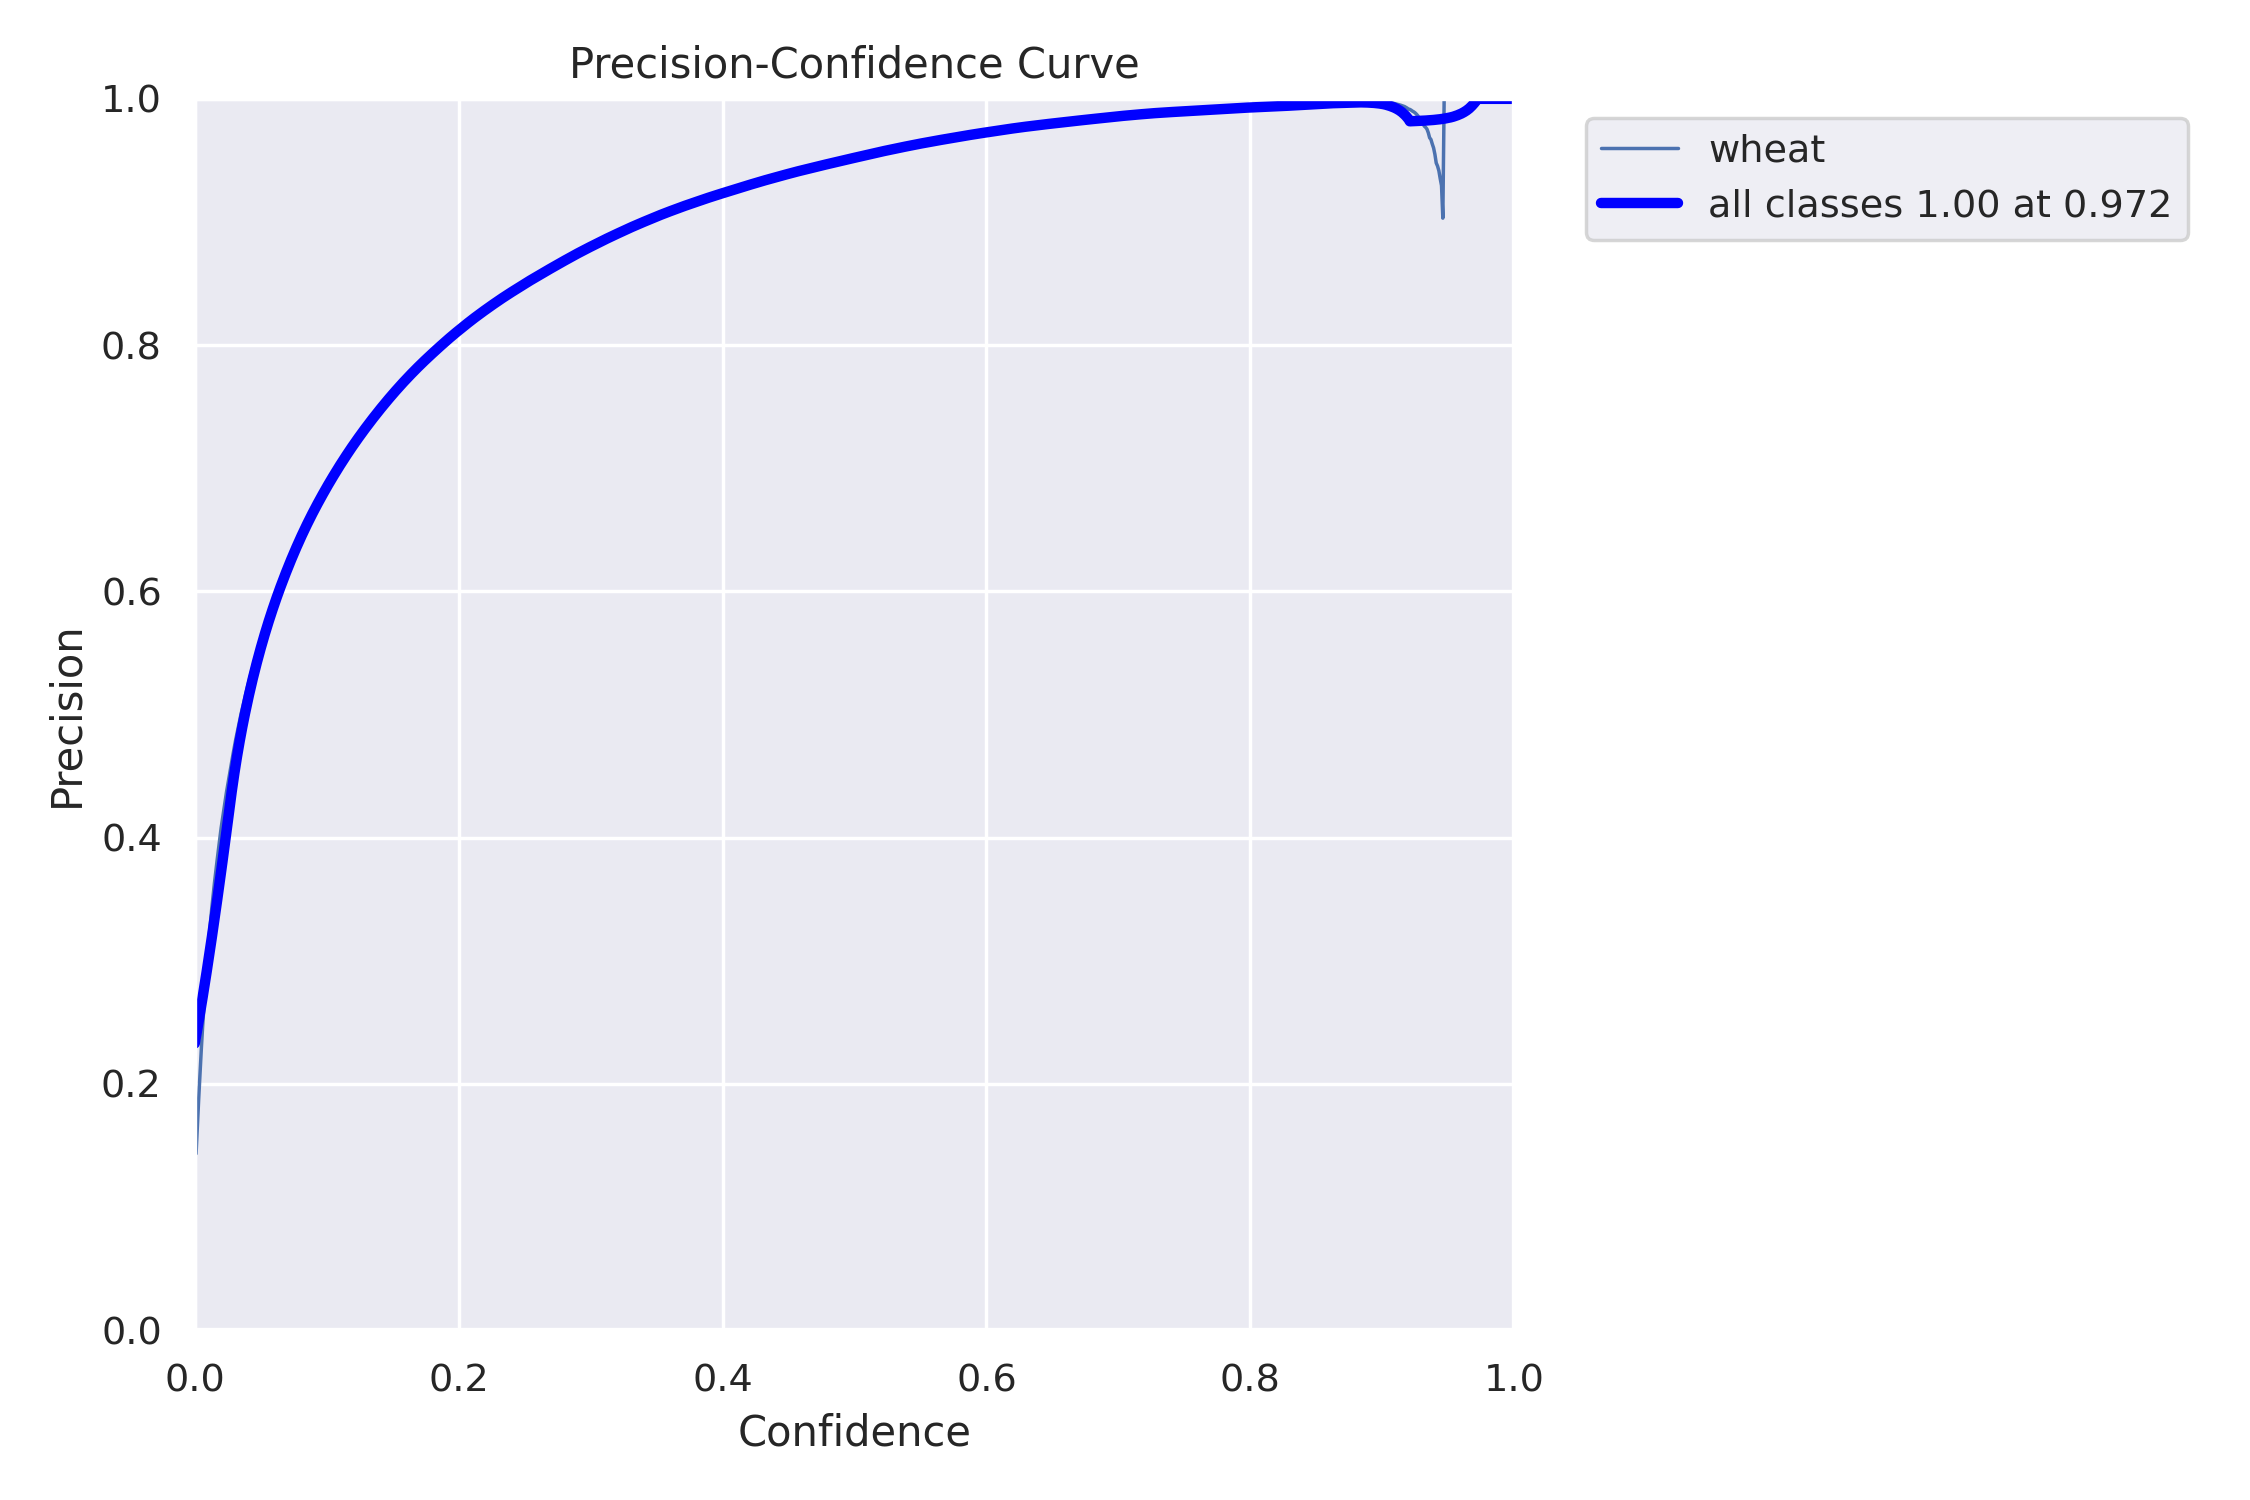 Precision-Confidence Curve
1.0
0.8
0.6
0.4
0.2
0.0
Precision
0.0 0.2 0.4 0.6 0.8 1.0
Confidence
wheat
all classes 1.00 at 0.972